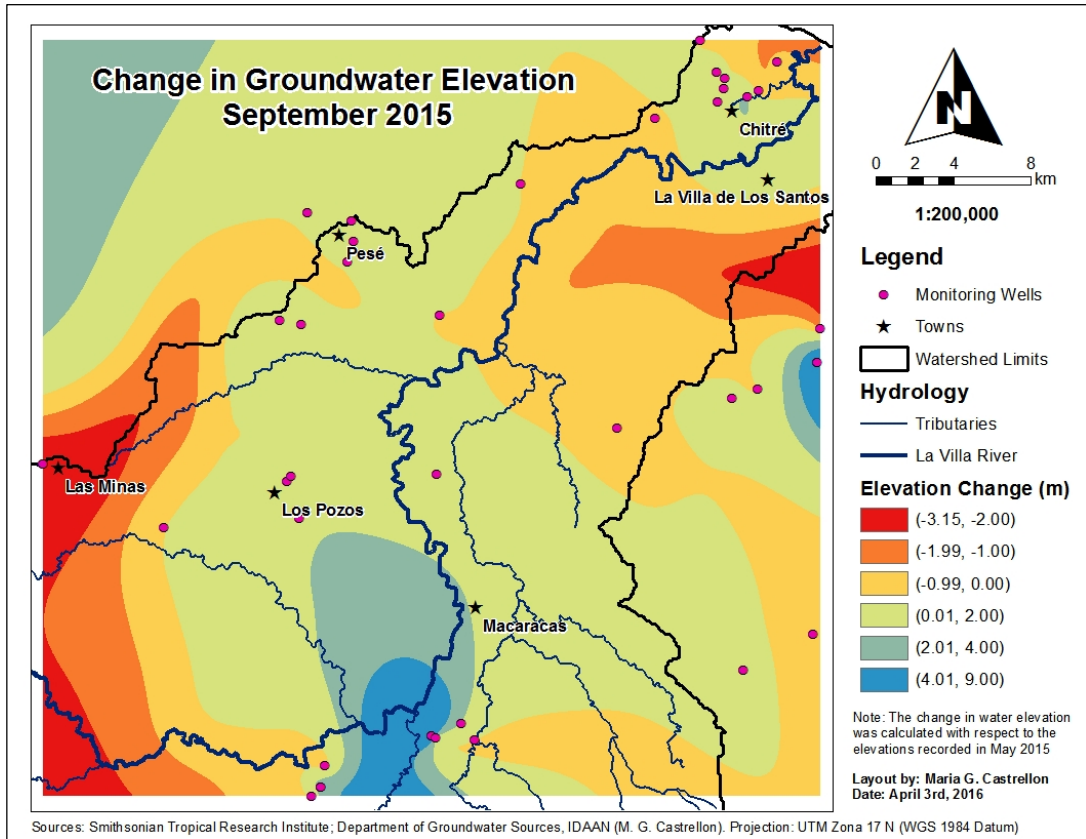 Change in Groundwater Elevation
September 2015
Chitré
La Villa de Los Santos
Pesé
Las Minas
Los Pozos
Macaracas
N
0 2 4 8
km
1:200,000
Legend
Monitoring Wells
Towns
Watershed Limits
Hydrology
Tributaries
La Villa River
Elevation Change (m)
(-3.15, -2.00)
(-1.99, -1.00)
(-0.99, 0.00)
(0.01, 2.00)
(2.01, 4.00)
(4.01, 9.00)
Note: The change in water elevation
was calculated with respect to the
elevations recorded in May 2015
Layout by: Maria G. Castrellon
Date: April 3rd, 2016
Sources: Smithsonian Tropical Research Institute; Department of Groundwater Sources, IDAAN (M. G. Castrellon). Projection: UTM Zona 17 N (WGS 1984 Datum)